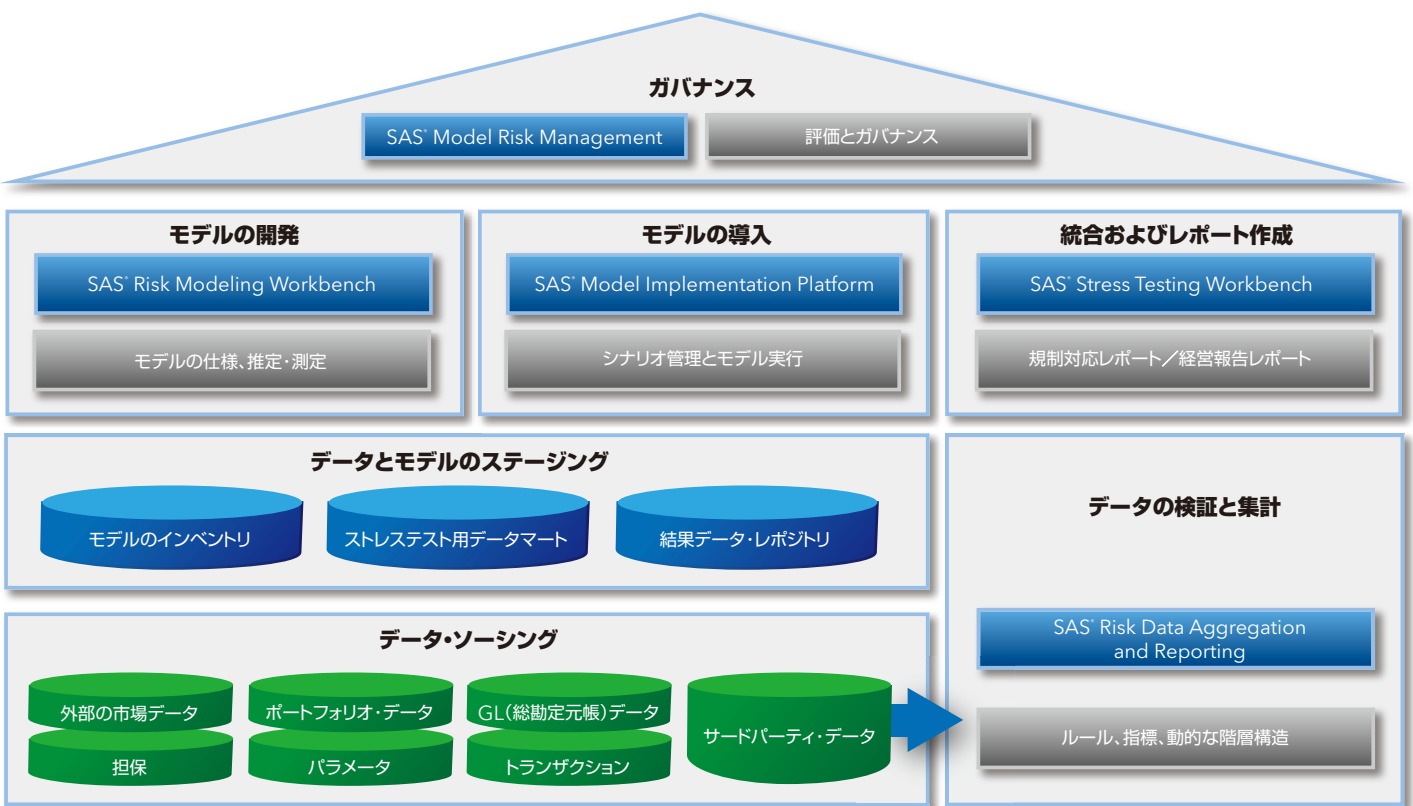 ガバナンス
SAS® Model Risk Management
評価とガバナンス
モデルの開発
SAS® Risk Modeling Workbench
モデルの仕様、推定・測定
モデルの導入
SAS® Model Implementation Platform
シナリオ管理とモデル実行
統合およびレポート作成
SAS® Stress Testing Workbench
規制対応レポート／経営報告レポート
データとモデルのステージング
モデルのインベントリ
ストレステスト用データマート
結果データ・レポジトリ
データの検証と集計
SAS® Risk Data Aggregation
and Reporting
ルール、指標、動的な階層構造
データ・ソーシング
外部の市場データ
ポートフォリオ・データ
GL（総勘定元帳）データ
サードパーティ・データ
担保
パラメータ
トランザクション